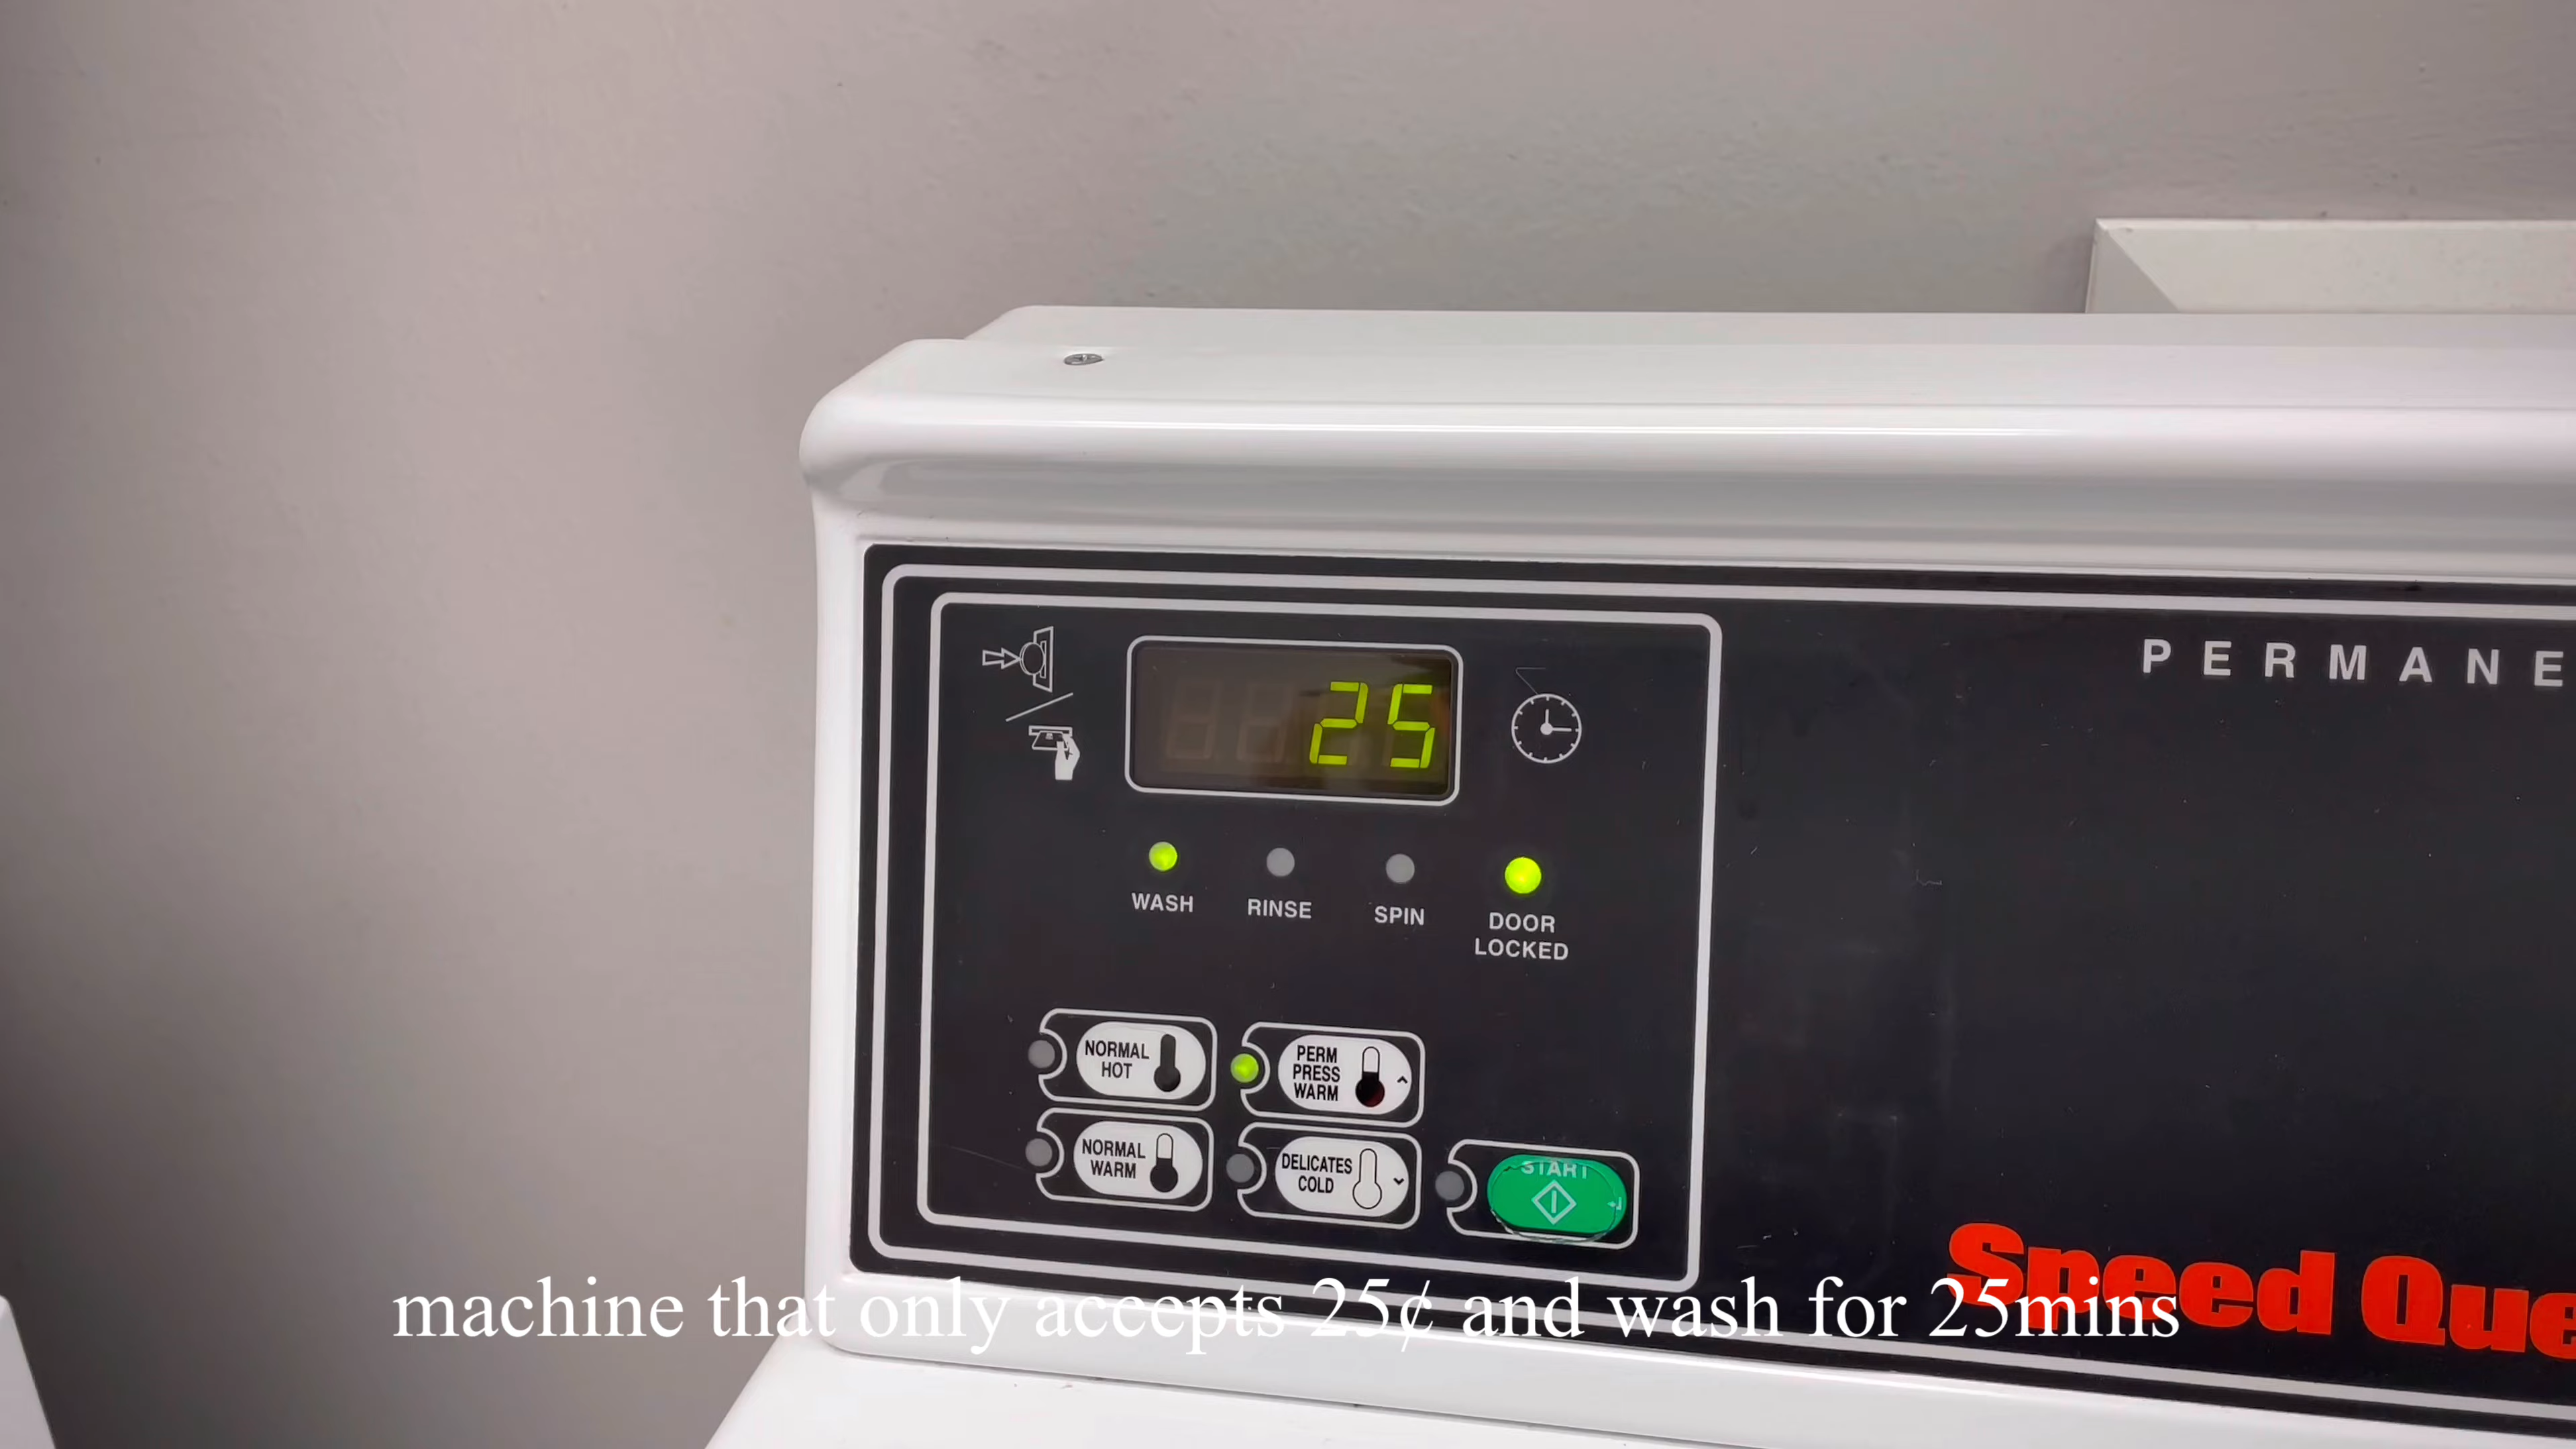 PERMANE
25
WASH
RINSE
SPIN
DOOR
LOCKED
NORMAL
HOT
PERM
PRESS
WARM
NORMAL
WARM
DELICATES
COLD
START
Speed Que
machine that only accepts 25¢ and wash for 25mins